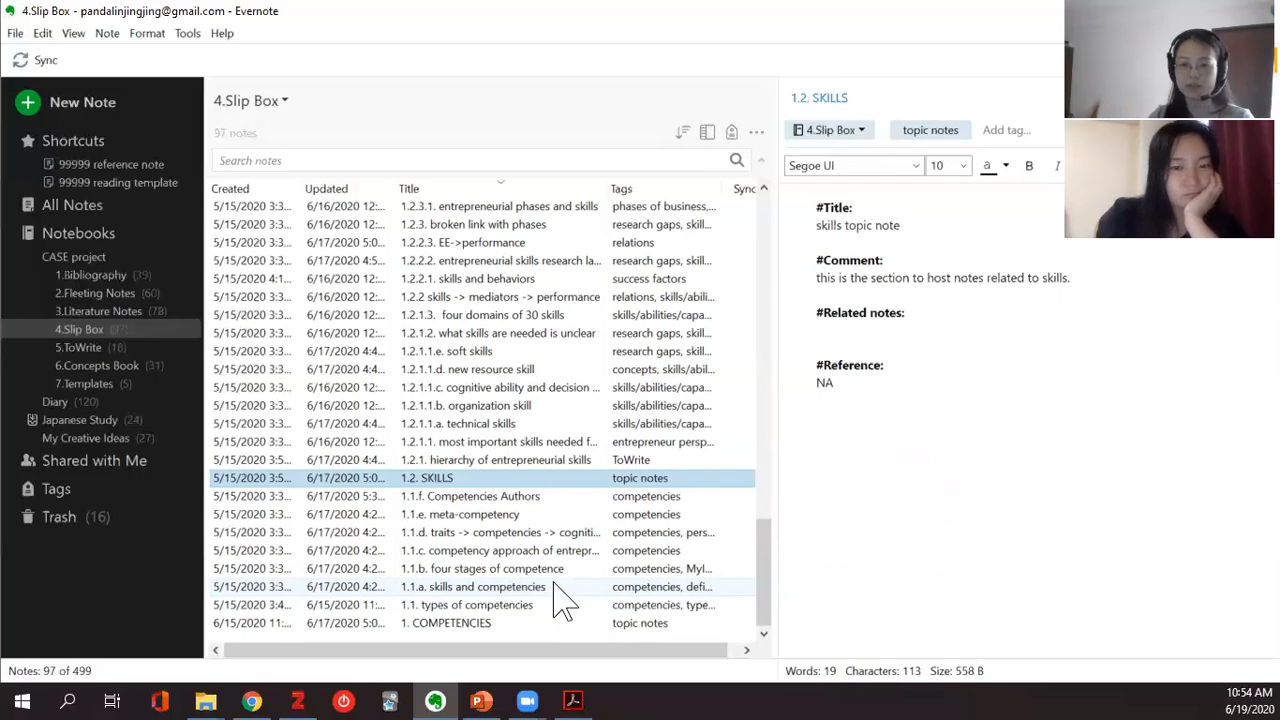 4.Slip Box - pandalinjingjing@gmail.com - Evernote
File Edit View Note Format Tools Help
Sync
New Note
Shortcuts
99999 reference note
99999 reading template
All Notes
Notebooks
CASE project
1.Bibliography (39)
2.Fleeting Notes (60)
3.Literature Notes (78)
4.Slip Box (97)
5.ToWrite (18)
6.Concepts Book (31)
7.Templates (5)
Diary (120)
Japanese Study (24)
My Creative Ideas (27)
Shared with Me
Tags
Trash (16)
4.Slip Box
97 notes
Search notes
Created Updated Title Tags Sync
5/15/2020 3:3... 6/16/2020 12:... 1.2.3.1. entrepreneurial phases and skills phases of business,...
5/15/2020 3:3... 6/16/2020 12:... 1.2.3. broken link with phases research gaps, skill...
5/15/2020 3:3... 6/17/2020 5:0... 1.2.2.3. EE->performance relations
5/15/2020 3:3... 6/17/2020 4:5... 1.2.2.2. entrepreneurial skills research la... research gaps, skill...
5/15/2020 4:1... 6/16/2020 12:... 1.2.2.1. skills and behaviors success factors
5/15/2020 3:3... 6/16/2020 12:... 1.2.2 skills -> mediators -> performance relations, skills/abili...
5/15/2020 3:3... 6/16/2020 12:... 1.2.1.3. four domains of 30 skills skills/abilities/capa...
5/15/2020 3:3... 6/16/2020 12:... 1.2.1.2. what skills are needed is unclear research gaps, skill...
5/15/2020 3:3... 6/17/2020 4:4... 1.2.1.1.e. soft skills research gaps, skill...
5/15/2020 3:3... 6/17/2020 4:4... 1.2.1.1.d. new resource skill concepts, skills/abil...
5/15/2020 3:3... 6/16/2020 12:... 1.2.1.1.c. cognitive ability and decision ... skills/abilities/capa...
5/15/2020 3:3... 6/16/2020 12:... 1.2.1.1.b. organization skill skills/abilities/capa...
5/15/2020 3:3... 6/17/2020 4:4... 1.2.1.1.a. technical skills skills/abilities/capa...
5/15/2020 3:3... 6/16/2020 12:... 1.2.1.1. most important skills needed f... entrepreneur persp...
5/15/2020 3:5... 6/17/2020 4:4... 1.2.1. hierarchy of entrepreneurial skills ToWrite
5/15/2020 3:5... 6/17/2020 5:0... 1.2. SKILLS topic notes
5/15/2020 3:3... 6/17/2020 5:3... 1.1.f. Competencies Authors competencies
5/15/2020 3:3... 6/17/2020 4:2... 1.1.e. meta-competency competencies
5/15/2020 3:3... 6/17/2020 4:2... 1.1.d. traits -> competencies -> cogniti... competencies, pers...
5/15/2020 3:3... 6/17/2020 4:2... 1.1.c. competency approach of entrepr... competencies
5/15/2020 3:3... 6/17/2020 4:2... 1.1.b. four stages of competence competencies, MyI...
5/15/2020 3:3... 6/17/2020 4:2... 1.1.a. skills and competencies competencies, defi...
5/15/2020 3:4... 6/15/2020 11:... 1.1. types of competencies competencies, type...
6/15/2020 11:... 6/17/2020 5:0... 1. COMPETENCIES topic notes
Notes: 97 of 499
1.2. SKILLS
4.Slip Box topic notes Add tag...
Segoe UI 10 a B I
#Title:
skills topic note
#Comment:
this is the section to host notes related to skills.
#Related notes:
#Reference:
NA
Words: 19 Characters: 113 Size: 558 B
10:54 AM
6/19/2020